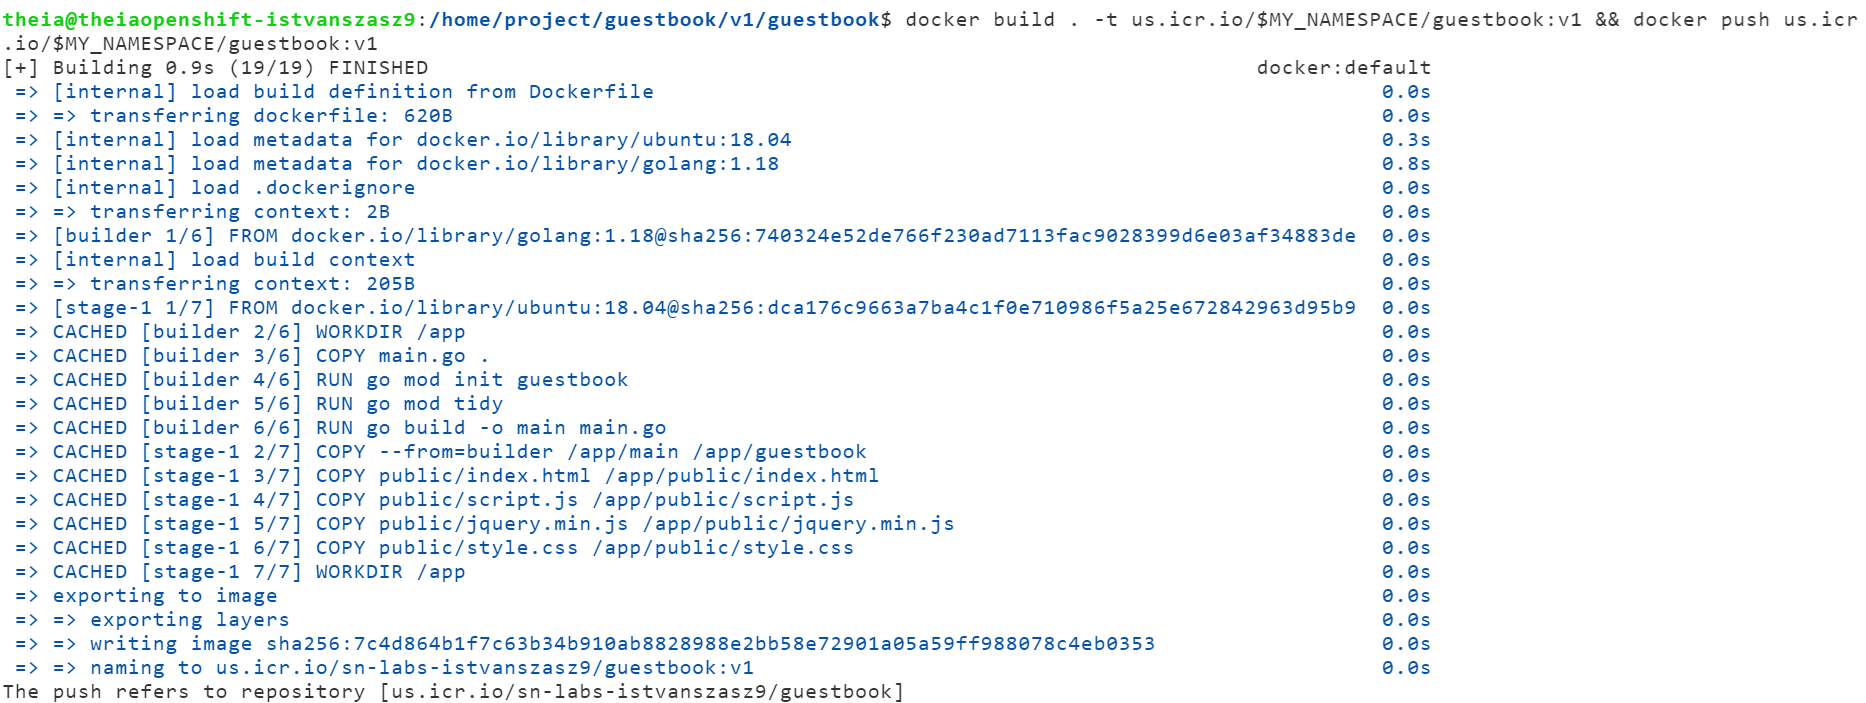 theia@theiaopenshift-istvanszasz9:/home/project/guestbook/v1/guestbook$ docker build . -t us.icr.io/$MY_NAMESPACE/guestbook:v1 && docker push us.icr
.io/$MY_NAMESPACE/guestbook:v1
[+] Building 0.9s (19/19) FINISHED docker:default
=> [internal] load build definition from Dockerfile 0.0s
=> => transferring dockerfile: 620B 0.0s
=> [internal] load metadata for docker.io/library/ubuntu:18.04 0.3s
=> [internal] load metadata for docker.io/library/golang:1.18 0.8s
=> [internal] load .dockerignore 0.0s
=> => transferring context: 2B 0.0s
=> [builder 1/6] FROM docker.io/library/golang:1.18@sha256:740324e52de766f230ad7113fac9028399d6e03af34883de 0.0s
=> [internal] load build context 0.0s
=> => transferring context: 205B 0.0s
=> [stage-1 1/7] FROM docker.io/library/ubuntu:18.04@sha256:dca176c9663a7ba4c1f0e710986f5a25e672842963d95b9 0.0s
=> CACHED [builder 2/6] WORKDIR /app 0.0s
=> CACHED [builder 3/6] COPY main.go . 0.0s
=> CACHED [builder 4/6] RUN go mod init guestbook 0.0s
=> CACHED [builder 5/6] RUN go mod tidy 0.0s
=> CACHED [builder 6/6] RUN go build -o main main.go 0.0s
=> CACHED [stage-1 2/7] COPY --from=builder /app/main /app/guestbook 0.0s
=> CACHED [stage-1 3/7] COPY public/index.html /app/public/index.html 0.0s
=> CACHED [stage-1 4/7] COPY public/script.js /app/public/script.js 0.0s
=> CACHED [stage-1 5/7] COPY public/jquery.min.js /app/public/jquery.min.js 0.0s
=> CACHED [stage-1 6/7] COPY public/style.css /app/public/style.css 0.0s
=> CACHED [stage-1 7/7] WORKDIR /app 0.0s
=> exporting to image 0.0s
=> => exporting layers 0.0s
=> => writing image sha256:7c4d864b1f7c63b34b910ab8828988e2bb58e72901a05a59ff988078c4eb0353 0.0s
=> => naming to us.icr.io/sn-labs-istvanszasz9/guestbook:v1 0.0s
The push refers to repository [us.icr.io/sn-labs-istvanszasz9/guestbook]